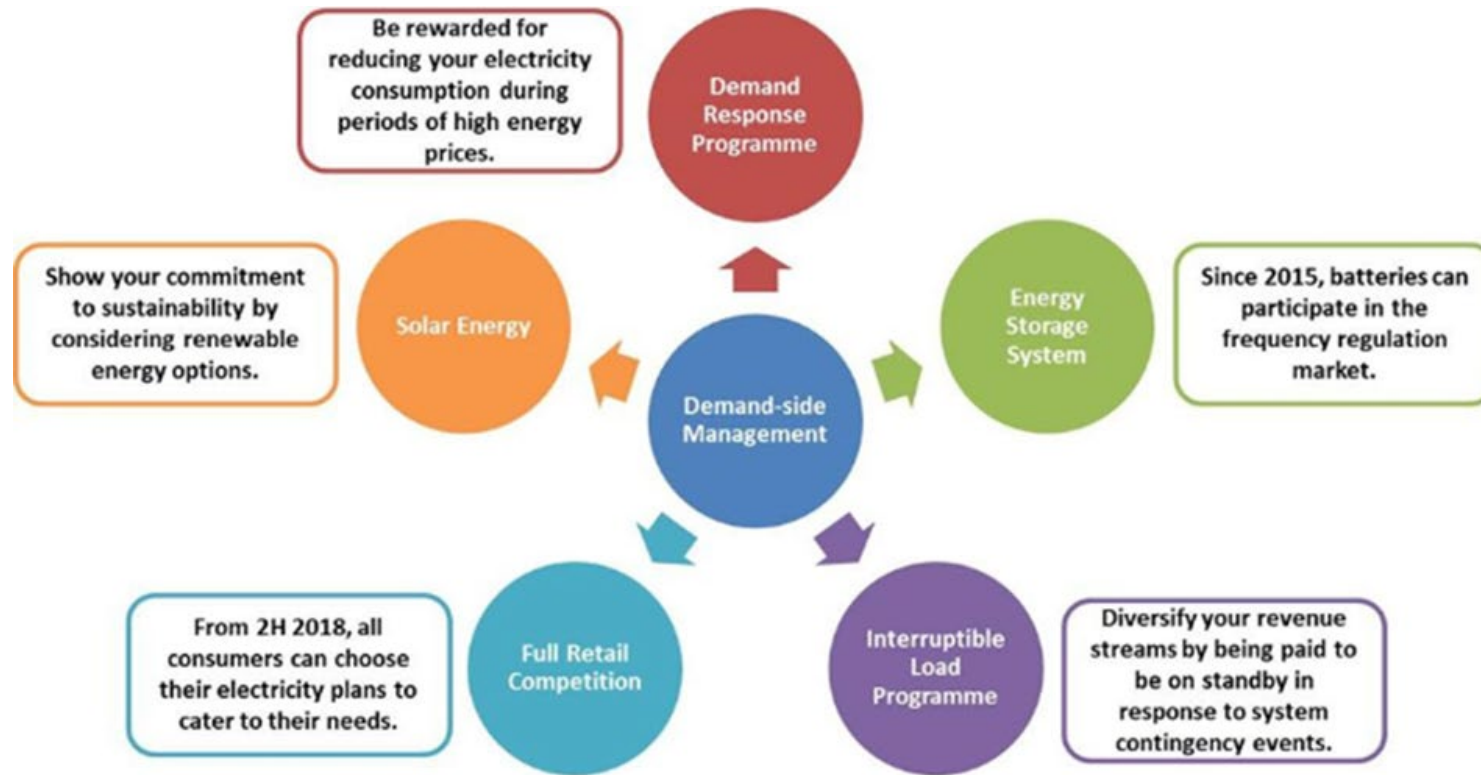 Be rewarded for
reducing your electricity
consumption during
periods of high energy
prices.
Demand
Response
Programme
Show your commitment
to sustainability by
considering renewable
energy options.
Solar Energy
Energy
Storage
System
Since 2015, batteries can
participate in the
frequency regulation
market.
Demand-side
Management
From 2H 2018, all
consumers can choose
their electricity plans to
cater to their needs.
Full Retail
Competition
Interruptible
Load
Programme
Diversify your revenue
streams by being paid to
be on standby in
response to system
contingency events.